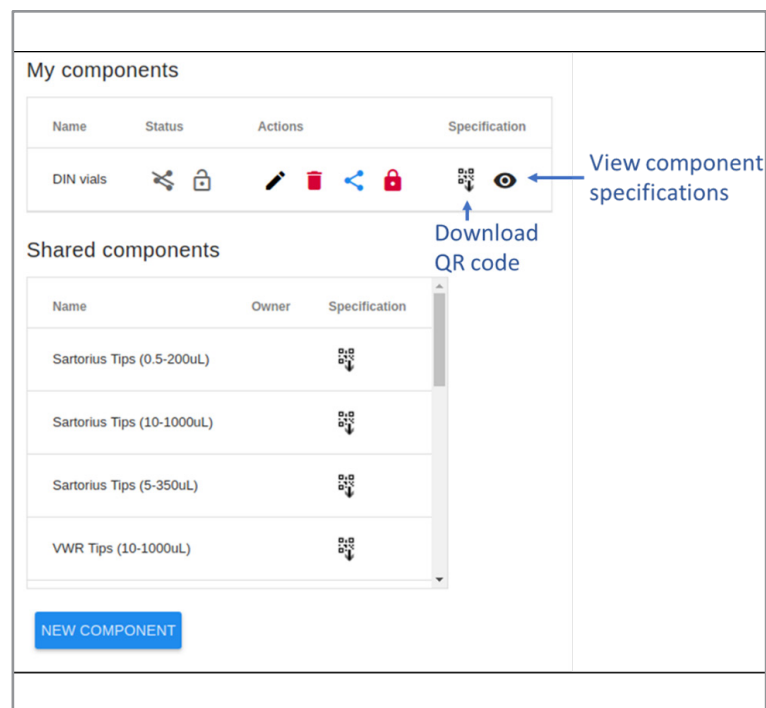 My components
Name Status Actions Specification
DIN vials
View component
specifications
Download
QR code
Shared components
Name Owner Specification
Sartorius Tips (0.5-200uL)
Sartorius Tips (10-1000uL)
Sartorius Tips (5-350uL)
VWR Tips (10-1000uL)
NEW COMPONENT